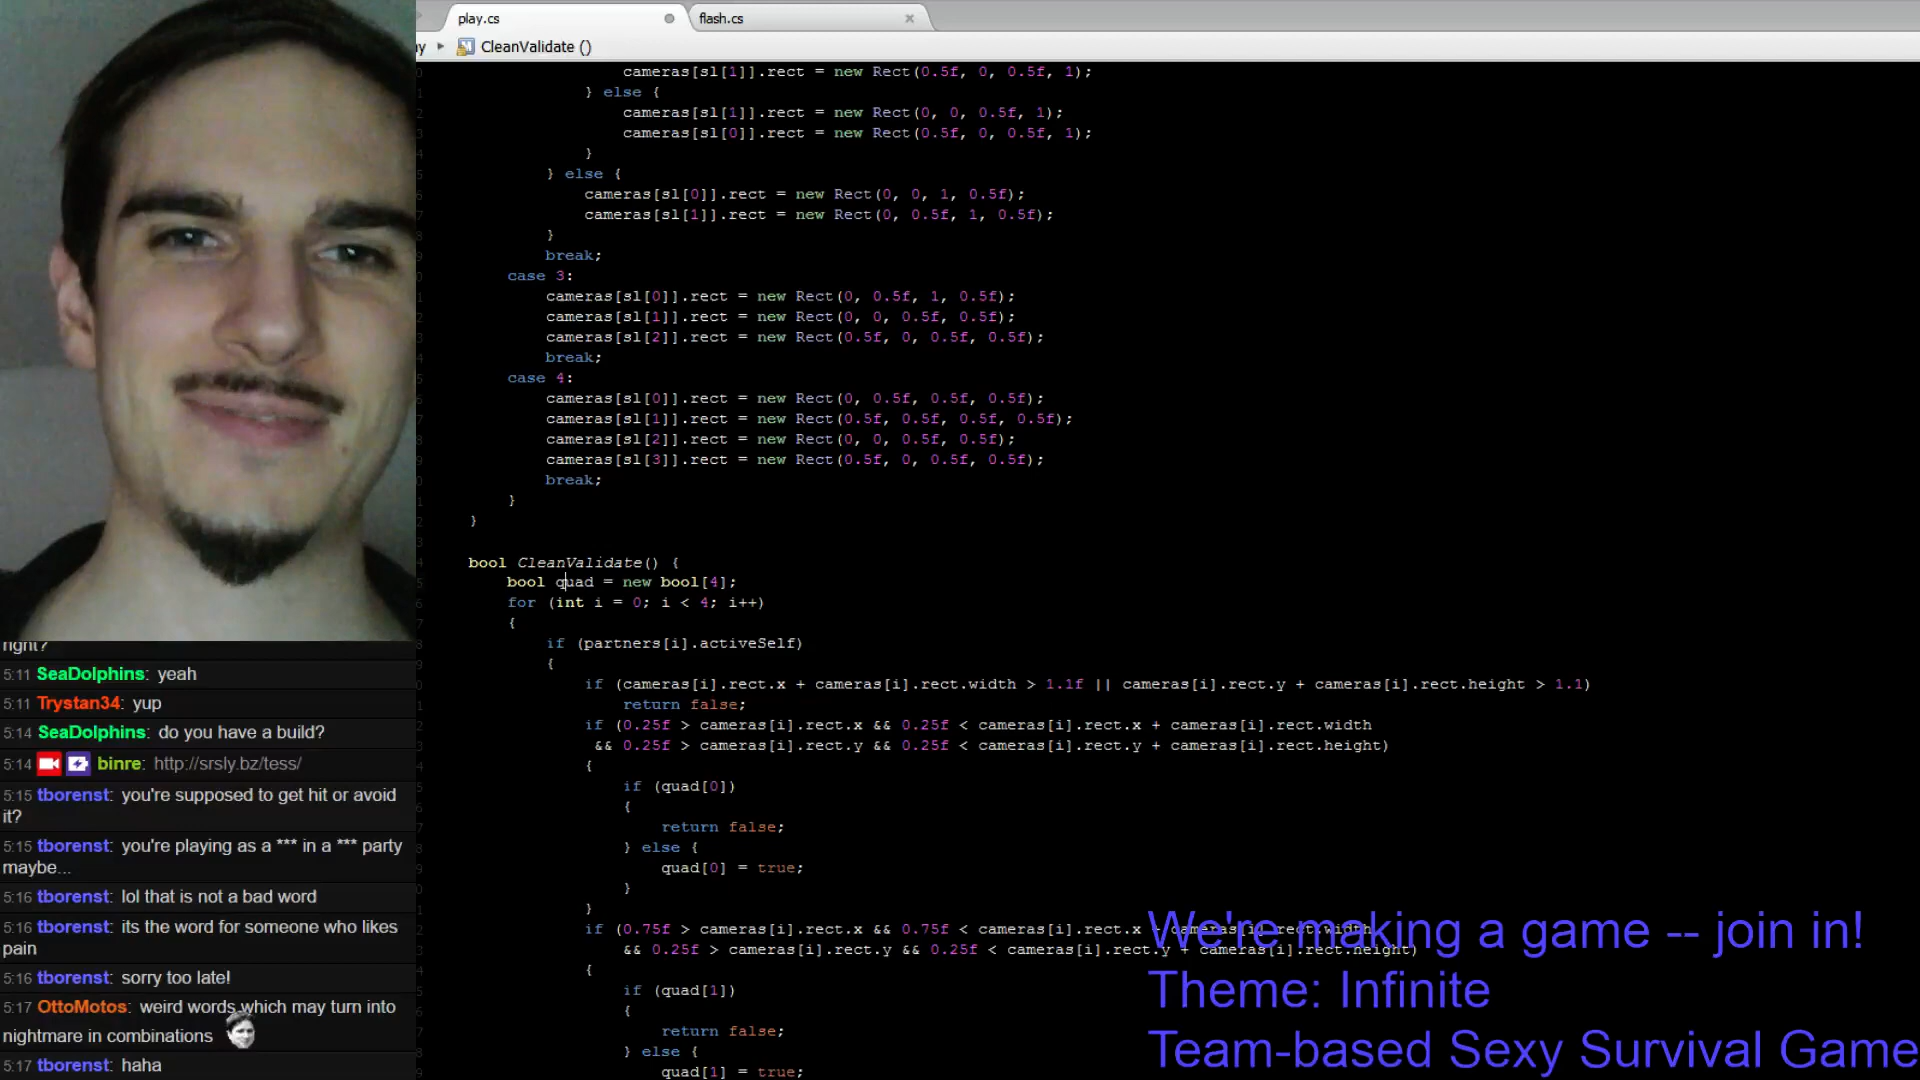 play.cs
flash.cs
CleanValidate ()
cameras[sl[1]].rect = new Rect(0.5f, 0, 0.5f, 1);
} else {
cameras[sl[1]].rect = new Rect(0, 0, 0.5f, 1);
cameras[sl[0]].rect = new Rect(0.5f, 0, 0.5f, 1);
}
} else {
cameras[sl[0]].rect = new Rect(0, 0, 1, 0.5f);
cameras[sl[1]].rect = new Rect(0, 0.5f, 1, 0.5f);
}
break;
case 3:
cameras[sl[0]].rect = new Rect(0, 0.5f, 1, 0.5f);
cameras[sl[1]].rect = new Rect(0, 0, 0.5f, 0.5f);
cameras[sl[2]].rect = new Rect(0.5f, 0, 0.5f, 0.5f);
break;
case 4:
cameras[sl[0]].rect = new Rect(0, 0.5f, 0.5f, 0.5f);
cameras[sl[1]].rect = new Rect(0.5f, 0.5f, 0.5f, 0.5f);
cameras[sl[2]].rect = new Rect(0, 0, 0.5f, 0.5f);
cameras[sl[3]].rect = new Rect(0.5f, 0, 0.5f, 0.5f);
break;
}
}
bool CleanValidate() {
bool quad = new bool[4];
for (int i = 0; i < 4; i++)
{
if (partners[i].activeSelf)
{
if (cameras[i].rect.x + cameras[i].rect.width > 1.1f || cameras[i].rect.y + cameras[i].rect.height > 1.1)
return false;
if (0.25f > cameras[i].rect.x && 0.25f < cameras[i].rect.x + cameras[i].rect.width
&& 0.25f > cameras[i].rect.y && 0.25f < cameras[i].rect.y + cameras[i].rect.height)
{
if (quad[0])
{
return false;
} else {
quad[0] = true;
}
}
if (0.75f > cameras[i].rect.x && 0.75f < cameras[i].rect.x + cameras[i].rect.width
&& 0.25f > cameras[i].rect.y && 0.25f < cameras[i].rect.y + cameras[i].rect.height)
{
if (quad[1])
{
return false;
} else {
quad[1] = true;
right?
5:11 SeaDolphins: yeah
5:11 Trystan34: yup
5:14 SeaDolphins: do you have a build?
5:14 binre: http://srsly.bz/tess/
5:15 tborenst: you're supposed to get hit or avoid
it?
5:15 tborenst: you're playing as a *** in a *** party
maybe...
5:16 tborenst: lol that is not a bad word
5:16 tborenst: its the word for someone who likes
pain
5:16 tborenst: sorry too late!
5:17 OttoMotos: weird words which may turn into
nightmare in combinations
5:17 tborenst: haha
We're making a game -- join in!
Theme: Infinite
Team-based Sexy Survival Game